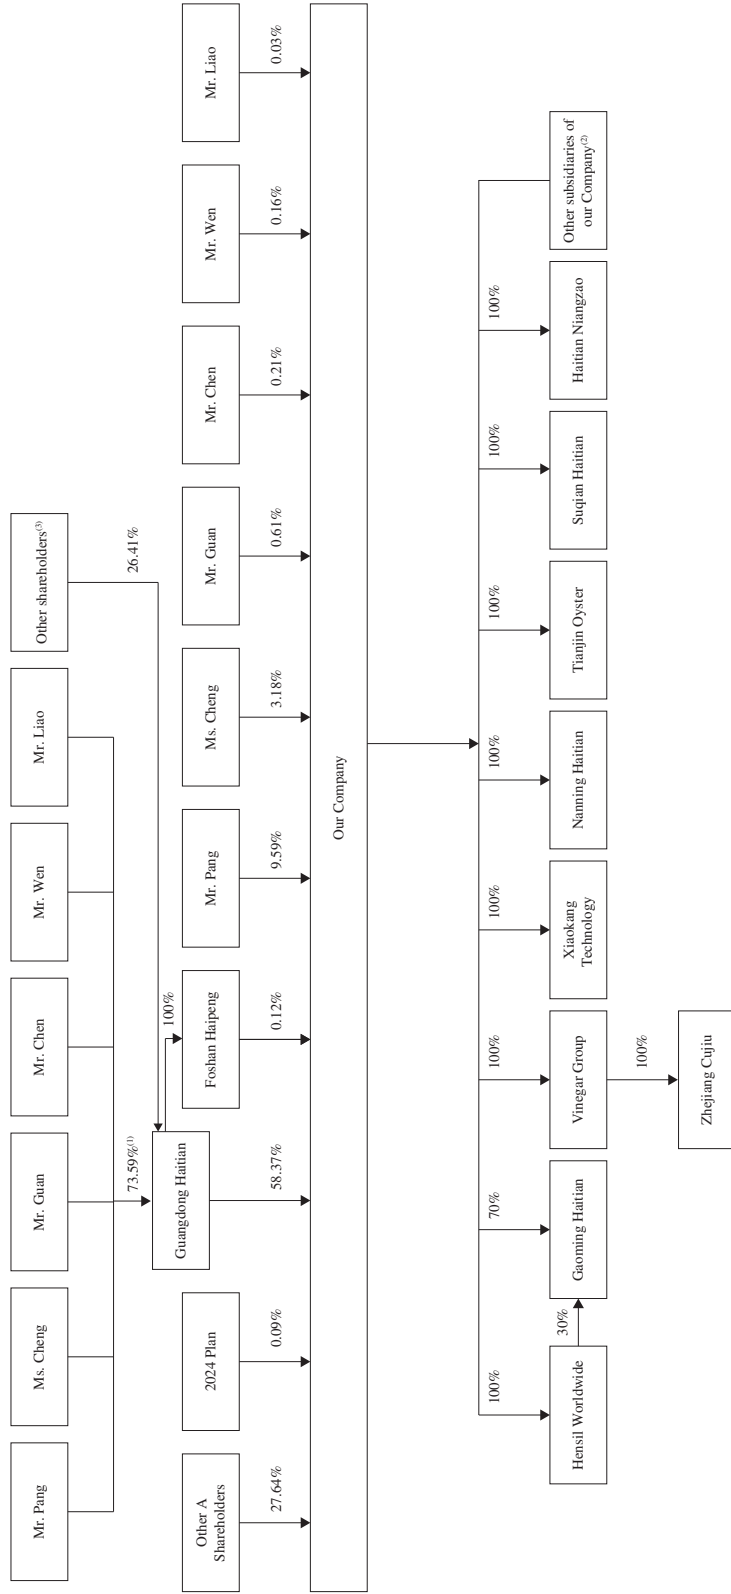 Mr. Pang
Ms. Cheng
Mr. Guan
Mr. Chen
Mr. Wen
Mr. Liao
Other shareholders(3)
73.59%(1)
26.41%
Guangdong Haitian
100%
Other A
Shareholders
2024 Plan
Foshan Haipeng
Mr. Pang
Ms. Cheng
Mr. Guan
Mr. Chen
Mr. Wen
Mr. Liao
27.64%
0.09%
58.37%
0.12%
9.59%
3.18%
0.61%
0.21%
0.16%
0.03%
Our Company
100%
70%
100%
100%
100%
100%
100%
100%
Hensil Worldwide
30%
Gaoming Haitian
Vinegar Group
Xiaokang
Technology
Nanning Haitian
Tianjin Oyster
Suqian Haitian
Haitian Niangzao
Other subsidiaries of
our Company(2)
100%
Zhejiang Cujiu